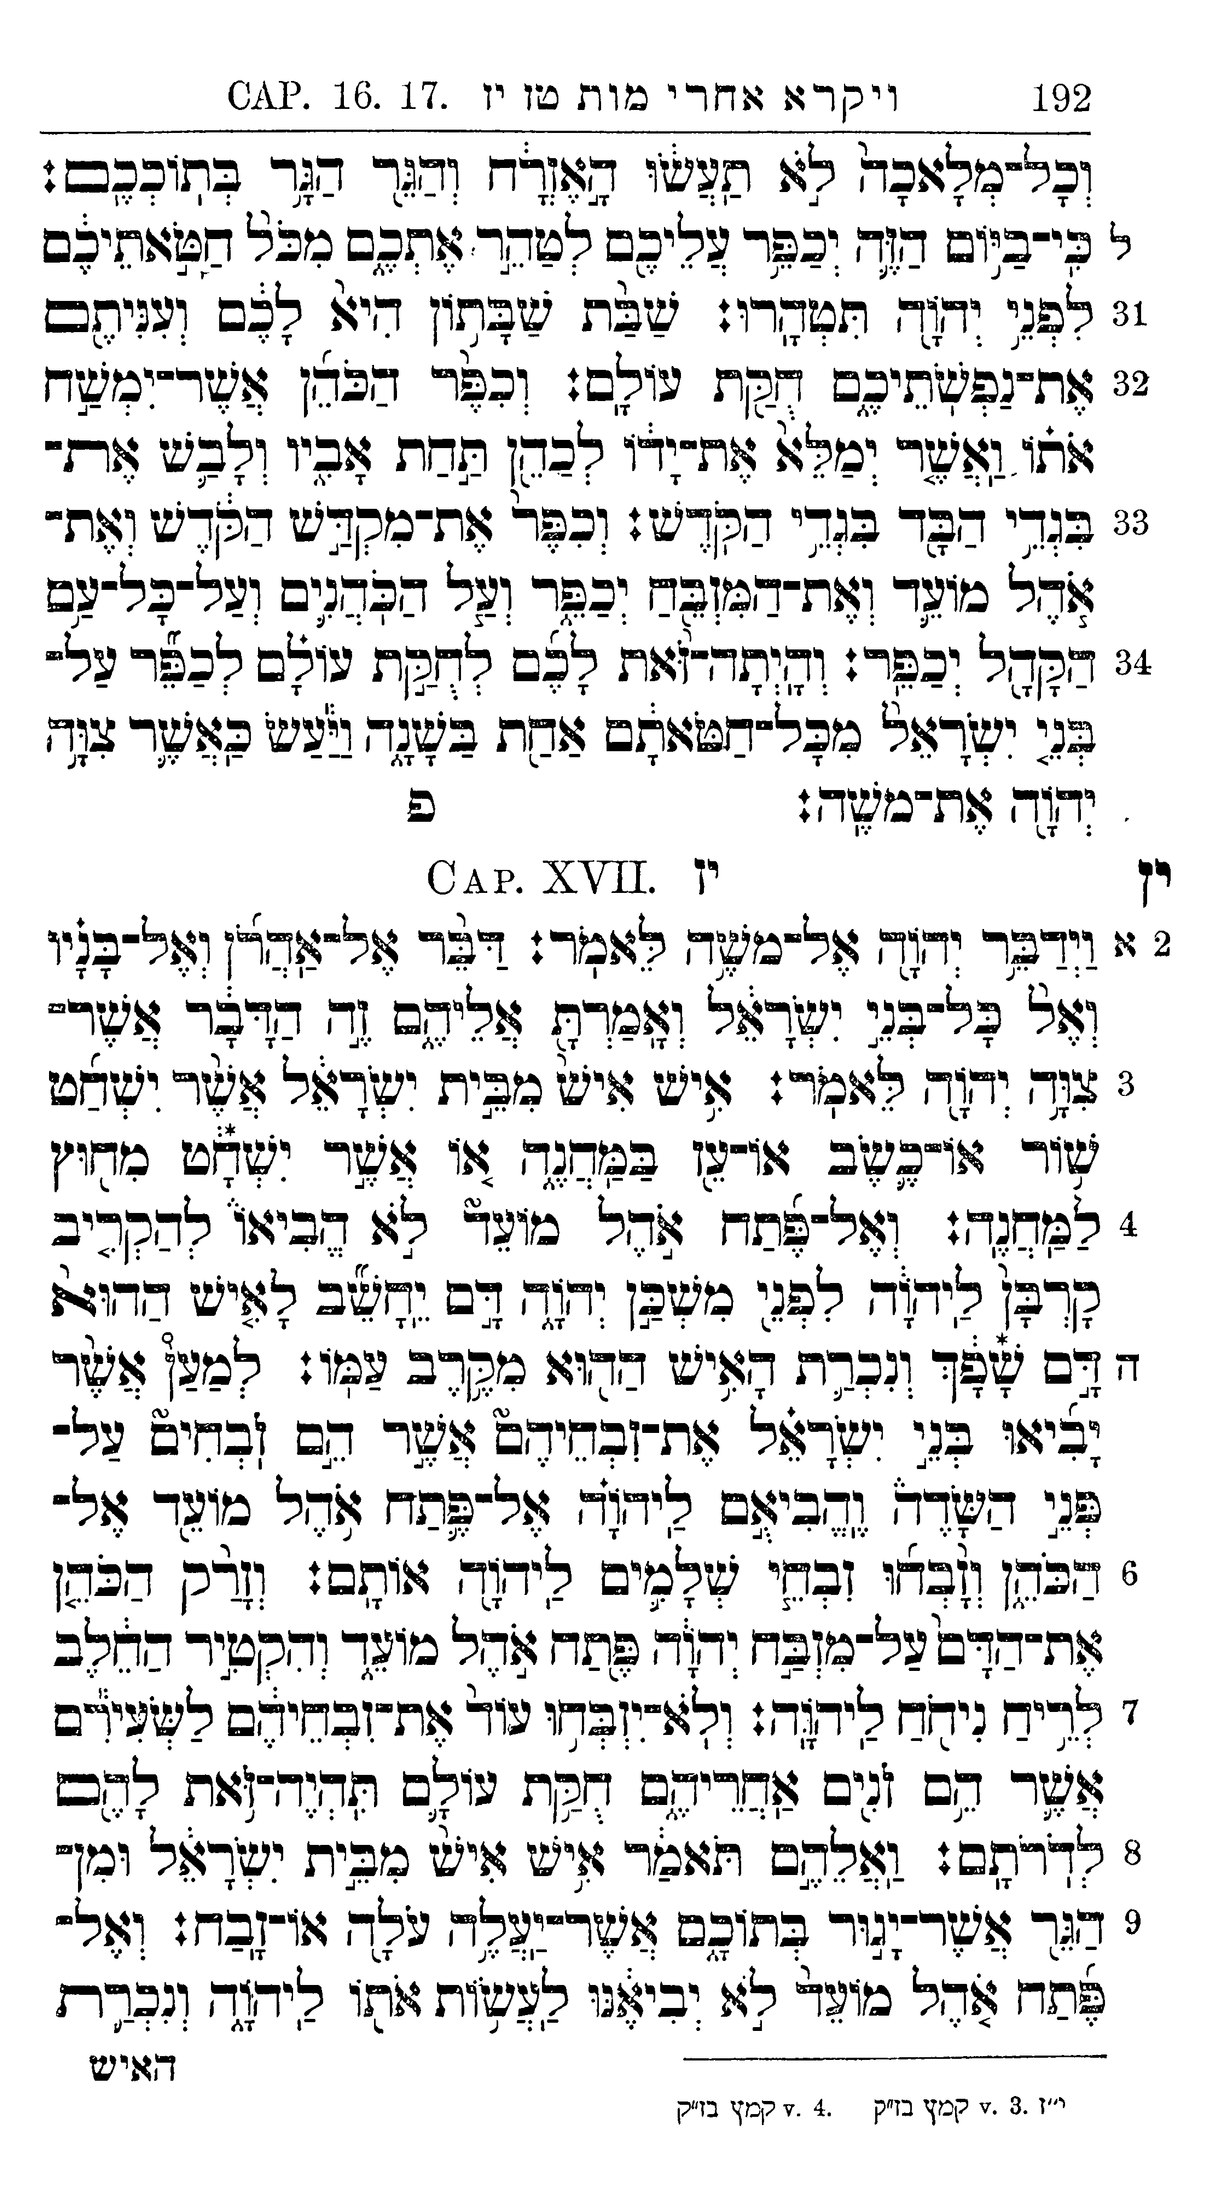 CAP. 16. 17. ויקרא אחרי מות טז יז 192
וְכָל־מְלָאכָה֙ לֹ֣א תַֽעֲשׂ֔וּ הָֽאֶזְרָ֔ח וְהַגֵּ֖ר הַגָּ֥ר בְּתֽוֹכְכֶֽם׃
ל כִּֽי־בַיּ֥וֹם הַזֶּ֛ה יְכַפֵּ֥ר עֲלֵיכֶ֖ם לְטַהֵ֣ר אֶתְכֶ֑ם מִכֹּל֙ חַטֹּ֣אתֵיכֶ֔ם
31 לִפְנֵ֥י יְהוָֹ֖ה תִּטְהָֽרוּ׃ שַׁבַּ֨ת שַׁבָּת֥וֹן הִיא֙ לָכֶ֔ם וְעִנִּיתֶ֖ם
32 אֶת־נַפְשֹֽׁתֵיכֶ֑ם חֻקַּ֖ת עוֹלָֽם׃ וְכִפֶּ֨ר הַכֹּהֵ֜ן אֲשֶׁר־יִמְשַׁ֣ח
אֹת֗וֹ וַֽאֲשֶׁ֤ר יְמַלֵּא֙ אֶת־יָד֔וֹ לְכַהֵ֖ן תַּ֣חַת אָבִ֑יו וְלָבַ֛שׁ אֶת־
33 בִּגְדֵ֥י הַבָּ֖ד בִּגְדֵ֥י הַקֹּֽדֶשׁ׃ וְכִפֶּר֙ אֶת־מִקְדַּ֣שׁ הַקֹּ֔דֶשׁ וְאֶת־
אֹ֧הֶל מוֹעֵ֛ד וְאֶת־הַמִּזְבֵּ֖חַ יְכַפֵּ֑ר וְעַ֧ל הַכֹּֽהֲנִ֛ים וְעַל־כָּל־עַ֥ם
34 הַקָּהָ֖ל יְכַפֵּֽר׃ וְהָֽיְתָה־זֹּ֨את לָכֶ֜ם לְחֻקַּ֣ת עוֹלָ֗ם לְכַפֵּ֞ר עַל־
בְּנֵ֤י יִשְׂרָאֵל֙ מִכָּל־חַטֹּאתָ֔ם אַחַ֖ת בַּשָּׁנָ֑ה וַיַּ֕עַשׂ כַּֽאֲשֶׁ֛ר צִוָּ֥ה
יְהוָֹ֖ה אֶת־משֶֽׁה׃ פ
יז CAP. XVII. יז
א 2 וַיְדַבֵּ֥ר יְהוָֹ֖ה אֶל־משֶׁ֥ה לֵּאמֹֽר׃ דַּבֵּ֨ר אֶל־אַֽהֲרֹ֜ן וְאֶל־בָּנָ֗יו
וְאֶל֙ כָּל־בְּנֵ֣י יִשְׂרָאֵ֔ל וְאָֽמַרְתָּ֖ אֲלֵיהֶ֑ם זֶ֣ה הַדָּבָ֔ר אֲשֶׁר־
3 צִוָּ֥ה יְהוָֹ֖ה לֵאמֹֽר׃ אִ֥ישׁ אִישׁ֙ מִבֵּ֣ית יִשְׂרָאֵ֔ל אֲשֶׁ֨ר יִשְׁחַ֜ט
שׁ֥וֹר אוֹ־כֶ֛שֶׂב אוֹ־עֵ֖ז בַּֽמַּחֲנֶ֑ה א֚וֹ אֲשֶׁ֣ר יִשְׁחָ֔ט מִח֖וּץ
4 לַֽמַּחֲנֶֽה׃ וְאֶל־פֶּ֜תַח אֹ֣הֶל מוֹעֵד֮ לֹ֣א הֱבִיאוֹ֒ לְהַקְרִ֤יב
קָרְבָּן֙ לַֽיהוָֹ֔ה לִפְנֵ֖י מִשְׁכַּ֣ן יְהוָֹ֑ה דָּ֣ם יֵֽחָשֵׁ֞ב לָאִ֤ישׁ הַהוּא֙
ה דָּ֣ם שָׁפָ֔ךְ וְנִכְרַ֛ת הָאִ֥ישׁ הַה֖וּא מִקֶּ֥רֶב עַמּֽוֹ׃ לְמַעַן֩ אֲשֶׁ֨ר
יָבִ֜יאוּ בְּנֵ֣י יִשְׂרָאֵ֗ל אֶת־זִבְחֵיהֶם֮ אֲשֶׁ֣ר הֵ֣ם זֹֽבְחִים֮ עַל־
פְּנֵ֣י הַשָּׂדֶה֒ וֶֽהֱבִיאֻ֣ם לַֽיהוָֹ֗ה אֶל־פֶּ֛תַח אֹ֥הֶל מוֹעֵ֖ד אֶל־
6 הַכֹּהֵ֑ן וְזָ֨בְח֜וּ זִבְחֵ֧י שְׁלָמִ֛ים לַֽיהוָֹ֖ה אוֹתָֽם׃ וְזָרַ֨ק הַכֹּהֵ֤ן
אֶת־הַדָּם֙ עַל־מִזְבַּ֣ח יְהוָֹ֔ה פֶּ֖תַח אֹ֣הֶל מוֹעֵ֑ד וְהִקְטִ֣יר הַחֵ֔לֶב
7 לְרֵ֥יחַ נִיחֹ֖חַ לַֽיהוָֹֽה׃ וְלֹֽא־יִזְבְּח֥וּ עוֹד֙ אֶת־זִבְחֵיהֶ֔ם לַשְּׂעִירִ֕ם
אֲשֶׁ֛ר הֵ֥ם זֹנִ֖ים אַֽחֲרֵיהֶ֑ם חֻקַּ֥ת עוֹלָ֛ם תִּֽהְיֶה־זֹּ֥את לָהֶ֖ם
8 לְדֹֽרֹתָֽם׃ וַֽאֲלֵהֶ֣ם תֹּאמַ֔ר אִ֥ישׁ אִישׁ֙ מִבֵּ֣ית יִשְׂרָאֵ֔ל וּמִן־
9 הַגֵּ֖ר אֲשֶׁר־יָג֣וּר בְּתוֹכָ֑ם אֲשֶׁר־יַֽעֲלֶ֥ה עֹלָ֖ה אוֹ־זָֽבַח׃ וְאֶל־
פֶּ֜תַח אֹ֤הֶל מוֹעֵד֙ לֹ֣א יְבִיאֶ֔נּוּ לַֽעֲשׂ֥וֹת אֹת֖וֹ לַֽיהוָֹ֑ה וְנִכְרַ֛ת
האיש
י״ז v. 3. קמץ בז״ק v. 4. קמץ בז״ק